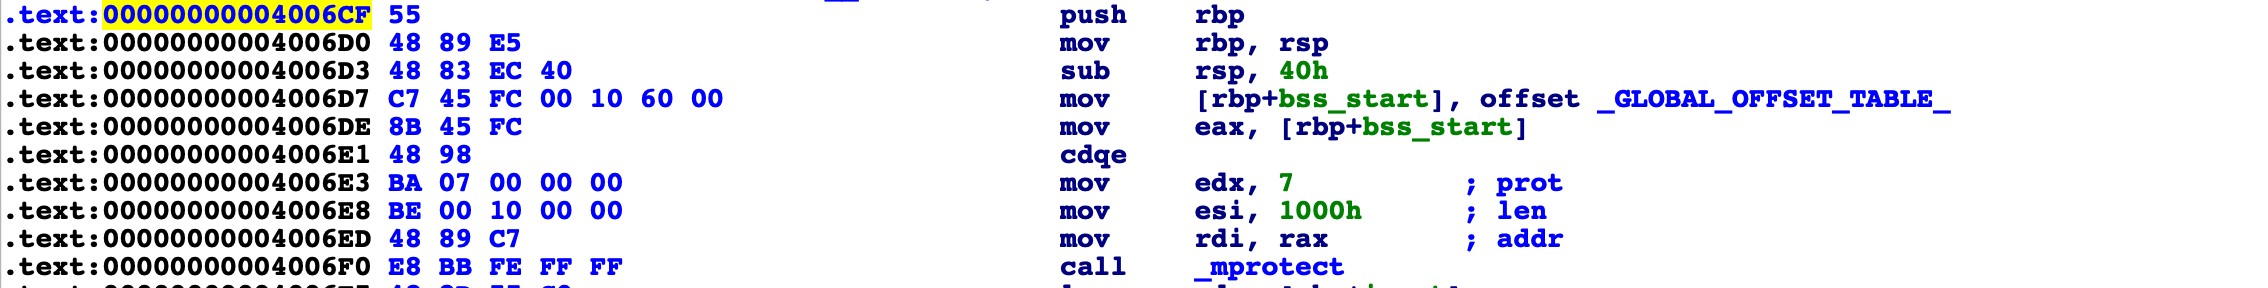 .text:00000000004006CF 55 push rbp
.text:00000000004006D0 48 89 E5 mov rbp, rsp
.text:00000000004006D3 48 83 EC 40 sub rsp, 40h
.text:00000000004006D7 C7 45 FC 00 10 60 00 mov [rbp+bss_start], offset _GLOBAL_OFFSET_TABLE_
.text:00000000004006DE 8B 45 FC mov eax, [rbp+bss_start]
.text:00000000004006E1 48 98 cdqe
.text:00000000004006E3 BA 07 00 00 00 mov edx, 7 ; prot
.text:00000000004006E8 BE 00 10 00 00 mov esi, 1000h ; len
.text:00000000004006ED 48 89 C7 mov rdi, rax ; addr
.text:00000000004006F0 E8 BB FE FF FF call _mprotect